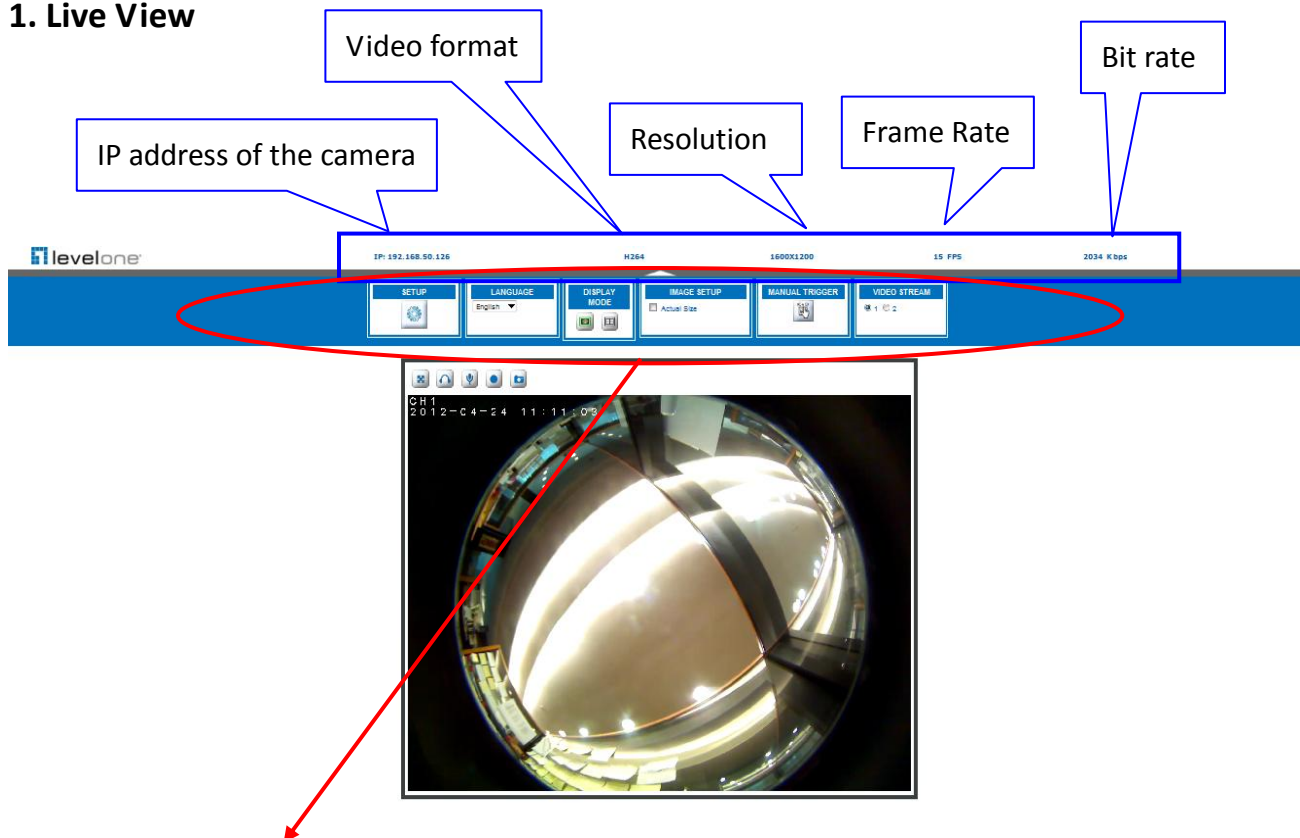 1. Live View
Video format
Bit rate
IP address of the camera
Resolution
Frame Rate
levelone
IP: 192.168.50.126 H264 1600X1200 15 FPS 2034 Kbps
SETUP LANGUAGE DISPLAY MODE IMAGE SETUP MANUAL TRIGGER VIDEO STREAM
English Actual Size 1 2
CH1
2012-04-24 11:11:03